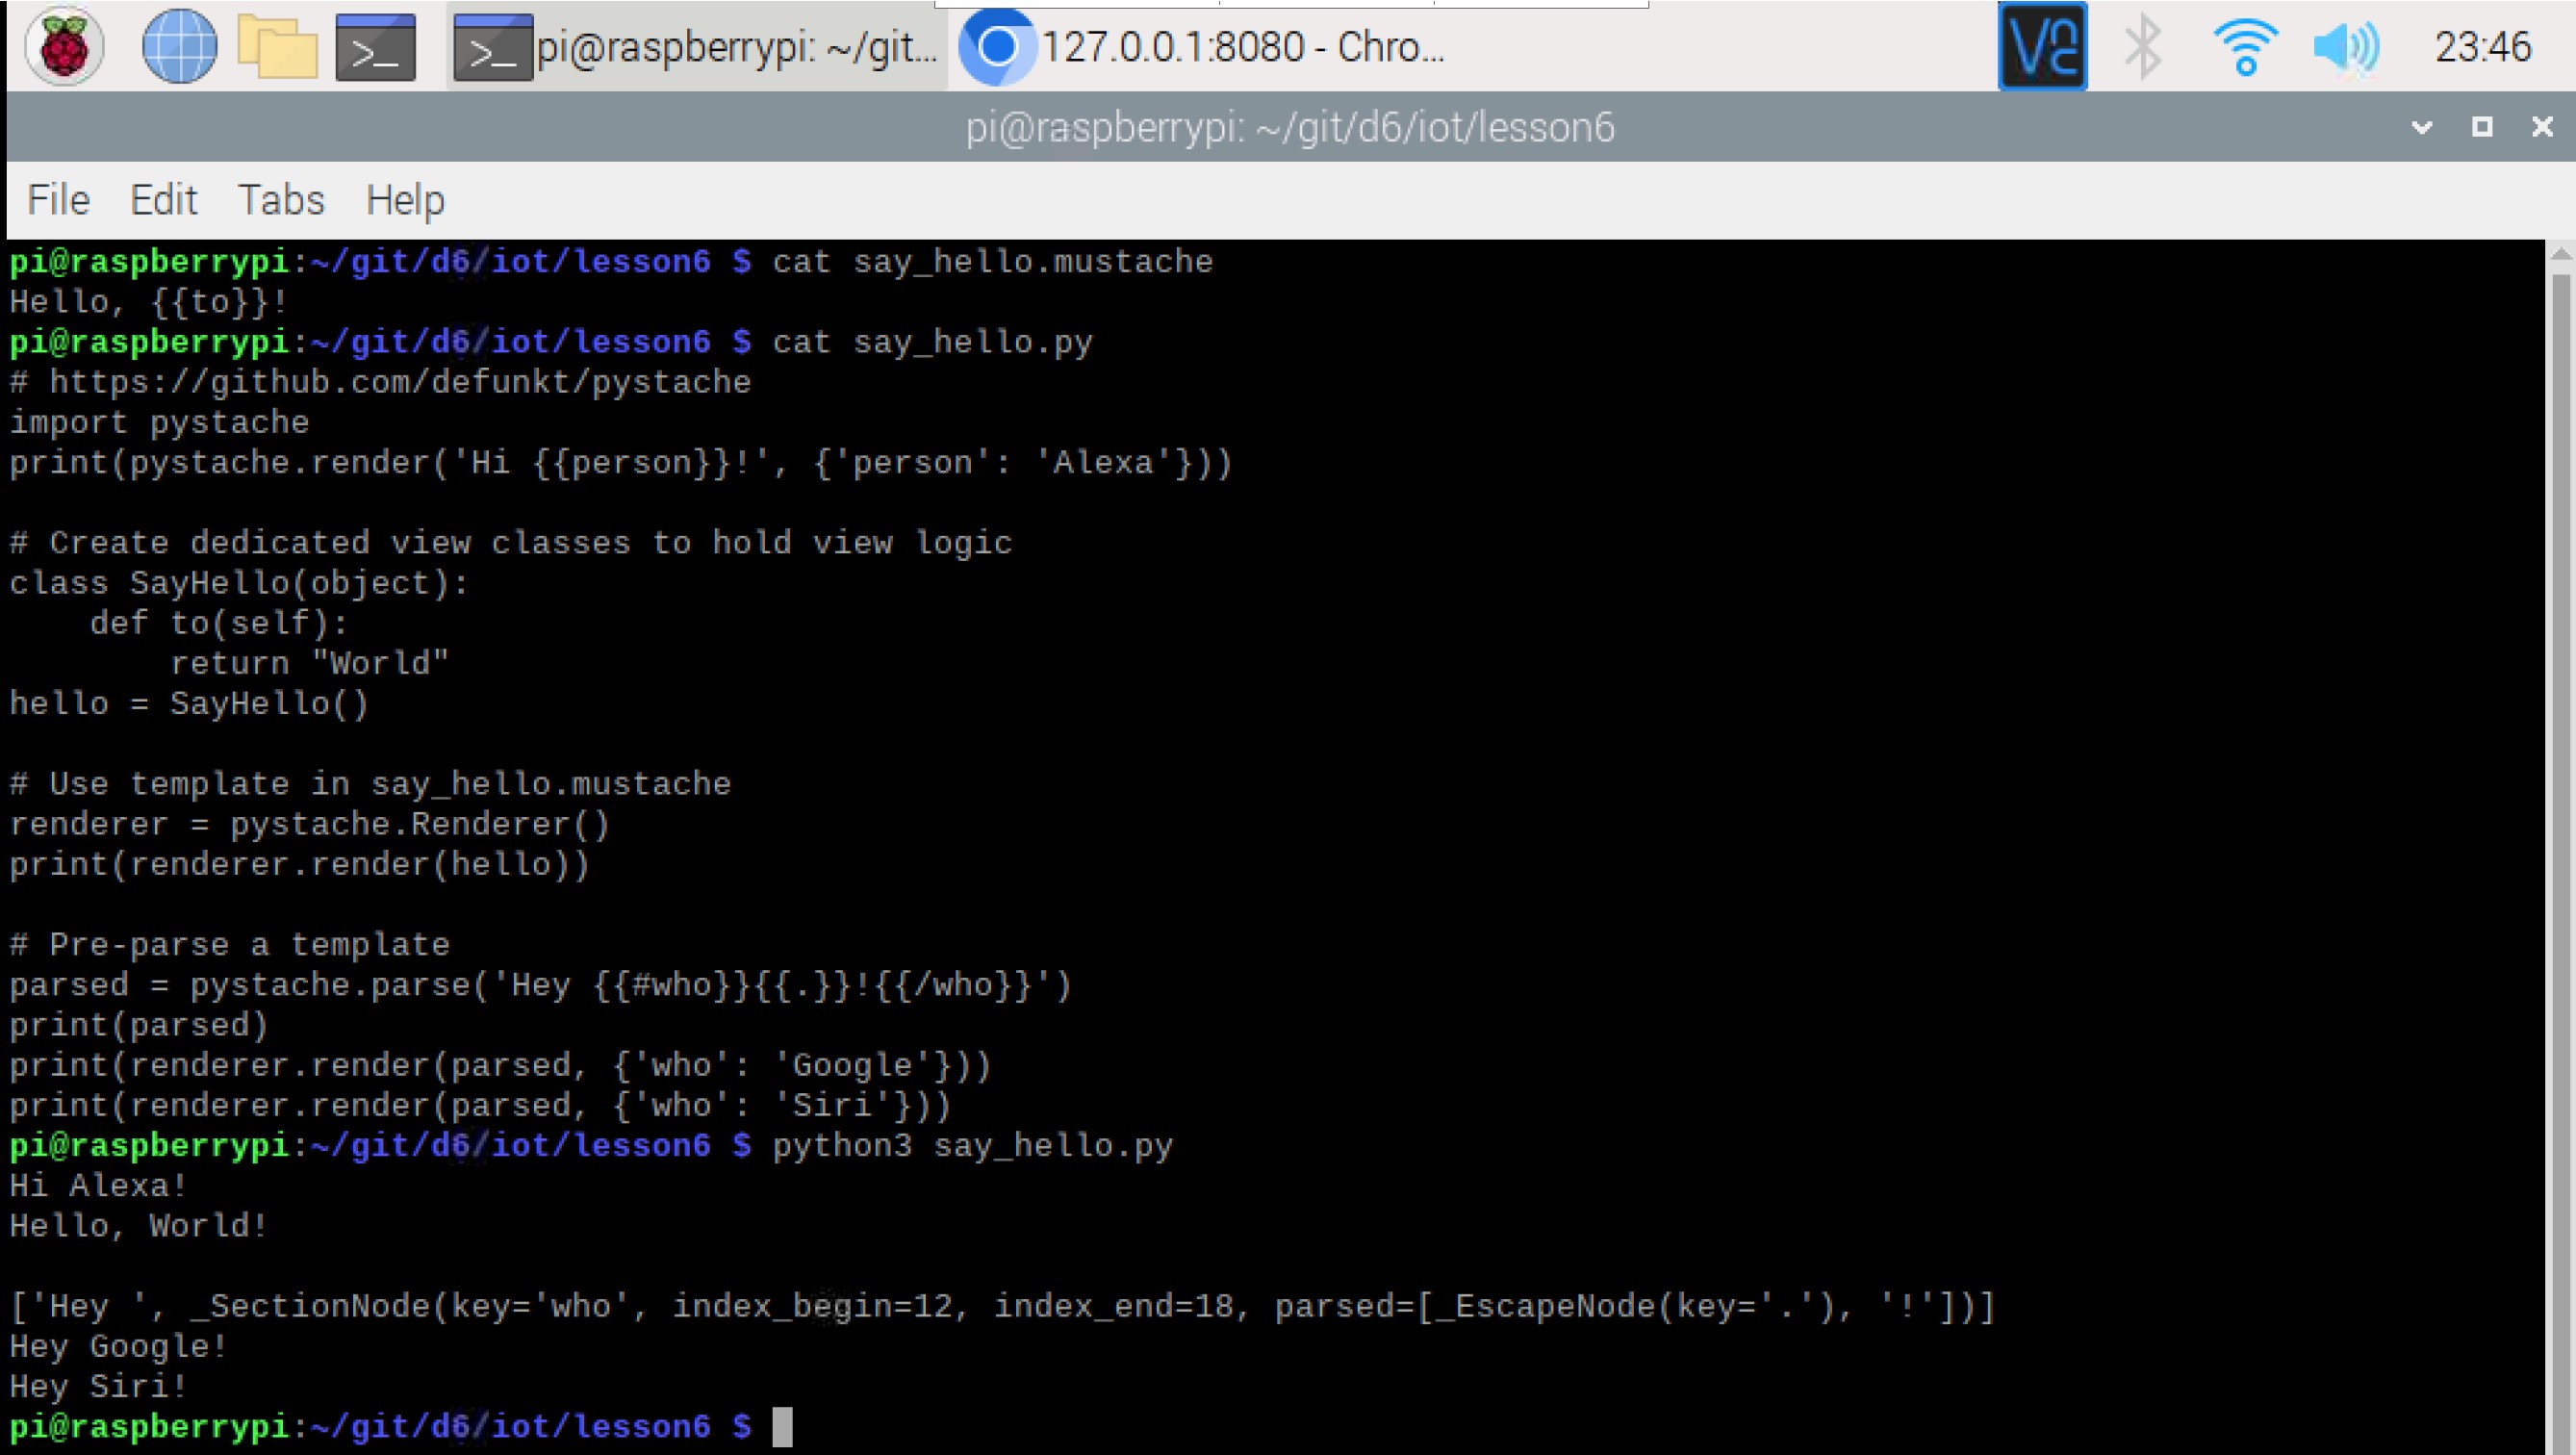 pi@raspberrypi: ~/git... 127.0.0.1:8080 - Chro... VNC 23:46
pi@raspberrypi: ~/git/d6/iot/lesson6
File Edit Tabs Help
pi@raspberrypi:~/git/d6/iot/lesson6 $ cat say_hello.mustache
Hello, {{to}}!
pi@raspberrypi:~/git/d6/iot/lesson6 $ cat say_hello.py
# https://github.com/defunkt/pystache
import pystache
print(pystache.render('Hi {{person}}!', {'person': 'Alexa'}))

# Create dedicated view classes to hold view logic
class SayHello(object):
    def to(self):
        return "World"
hello = SayHello()

# Use template in say_hello.mustache
renderer = pystache.Renderer()
print(renderer.render(hello))

# Pre-parse a template
parsed = pystache.parse('Hey {{#who}}{{.}}!{{/who}}')
print(parsed)
print(renderer.render(parsed, {'who': 'Google'}))
print(renderer.render(parsed, {'who': 'Siri'}))
pi@raspberrypi:~/git/d6/iot/lesson6 $ python3 say_hello.py
Hi Alexa!
Hello, World!

['Hey ', _SectionNode(key='who', index_begin=12, index_end=18, parsed=[_EscapeNode(key='.'), '!'])]
Hey Google!
Hey Siri!
pi@raspberrypi:~/git/d6/iot/lesson6 $